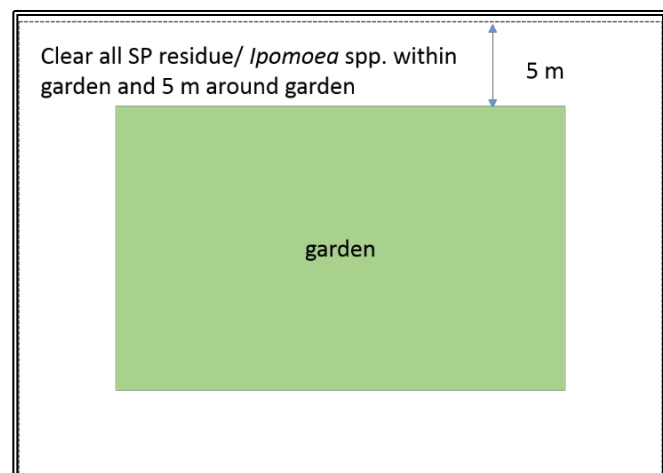 Clear all SP residue/ Ipomoea spp. within
garden and 5 m around garden
5 m
garden